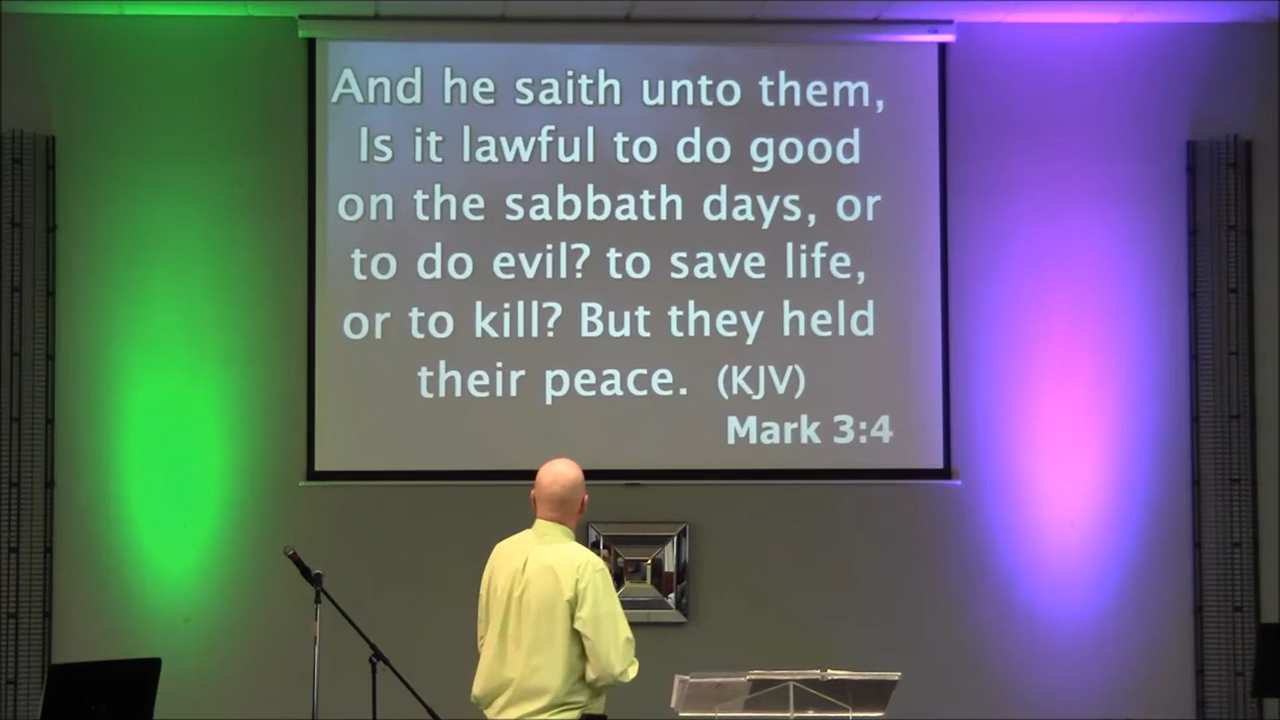 And he saith unto them,
Is it lawful to do good
on the sabbath days, or
to do evil? to save life,
or to kill? But they held
their peace. (KJV)
Mark 3:4